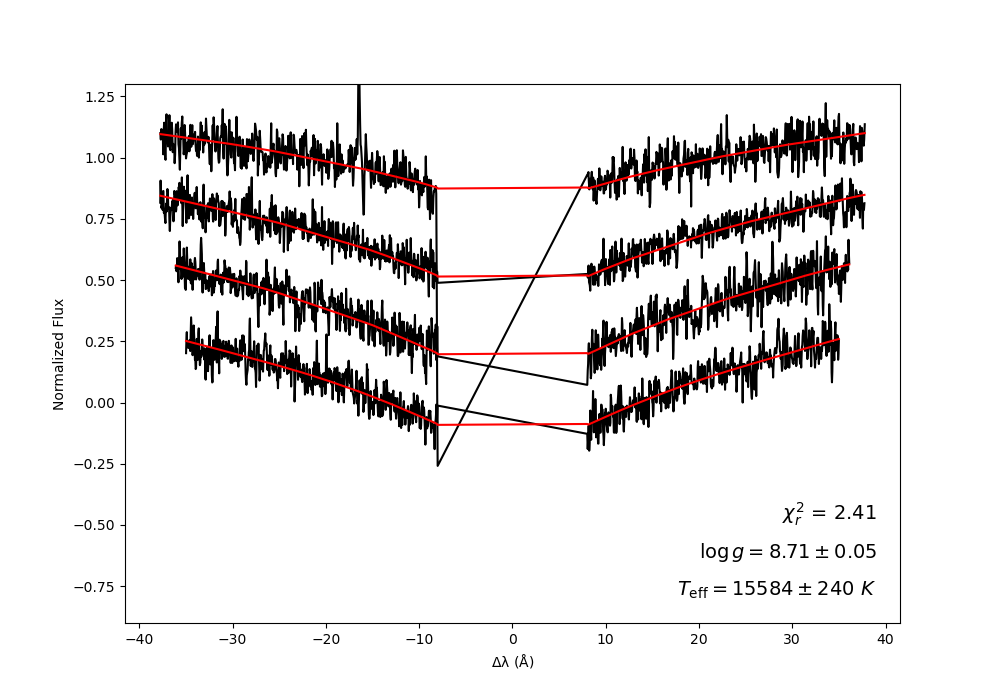 1.25
1.00
0.75
0.50
0.25
0.00
−0.25
−0.50
−0.75
Normalized Flux
χ²ᵣ = 2.41
log g = 8.71 ± 0.05
T_eff = 15584 ± 240 K
−40 −30 −20 −10 0 10 20 30 40
Δλ (Å)